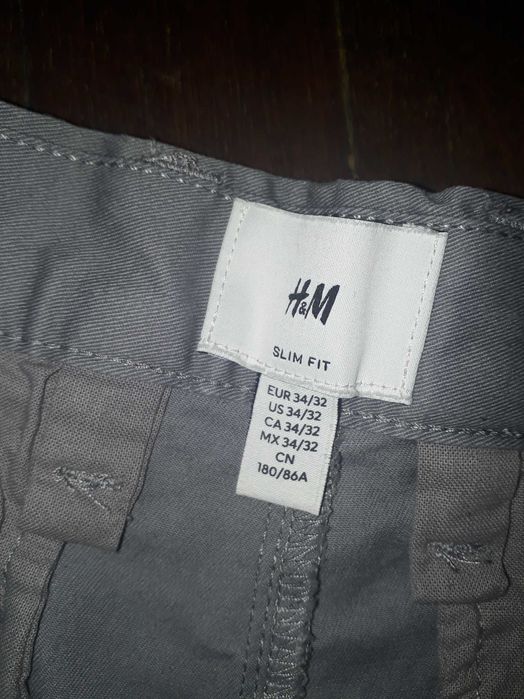 H&M
SLIM FIT
EUR 34/32
US 34/32
CA 34/32
MX 34/32
CN
180/86A